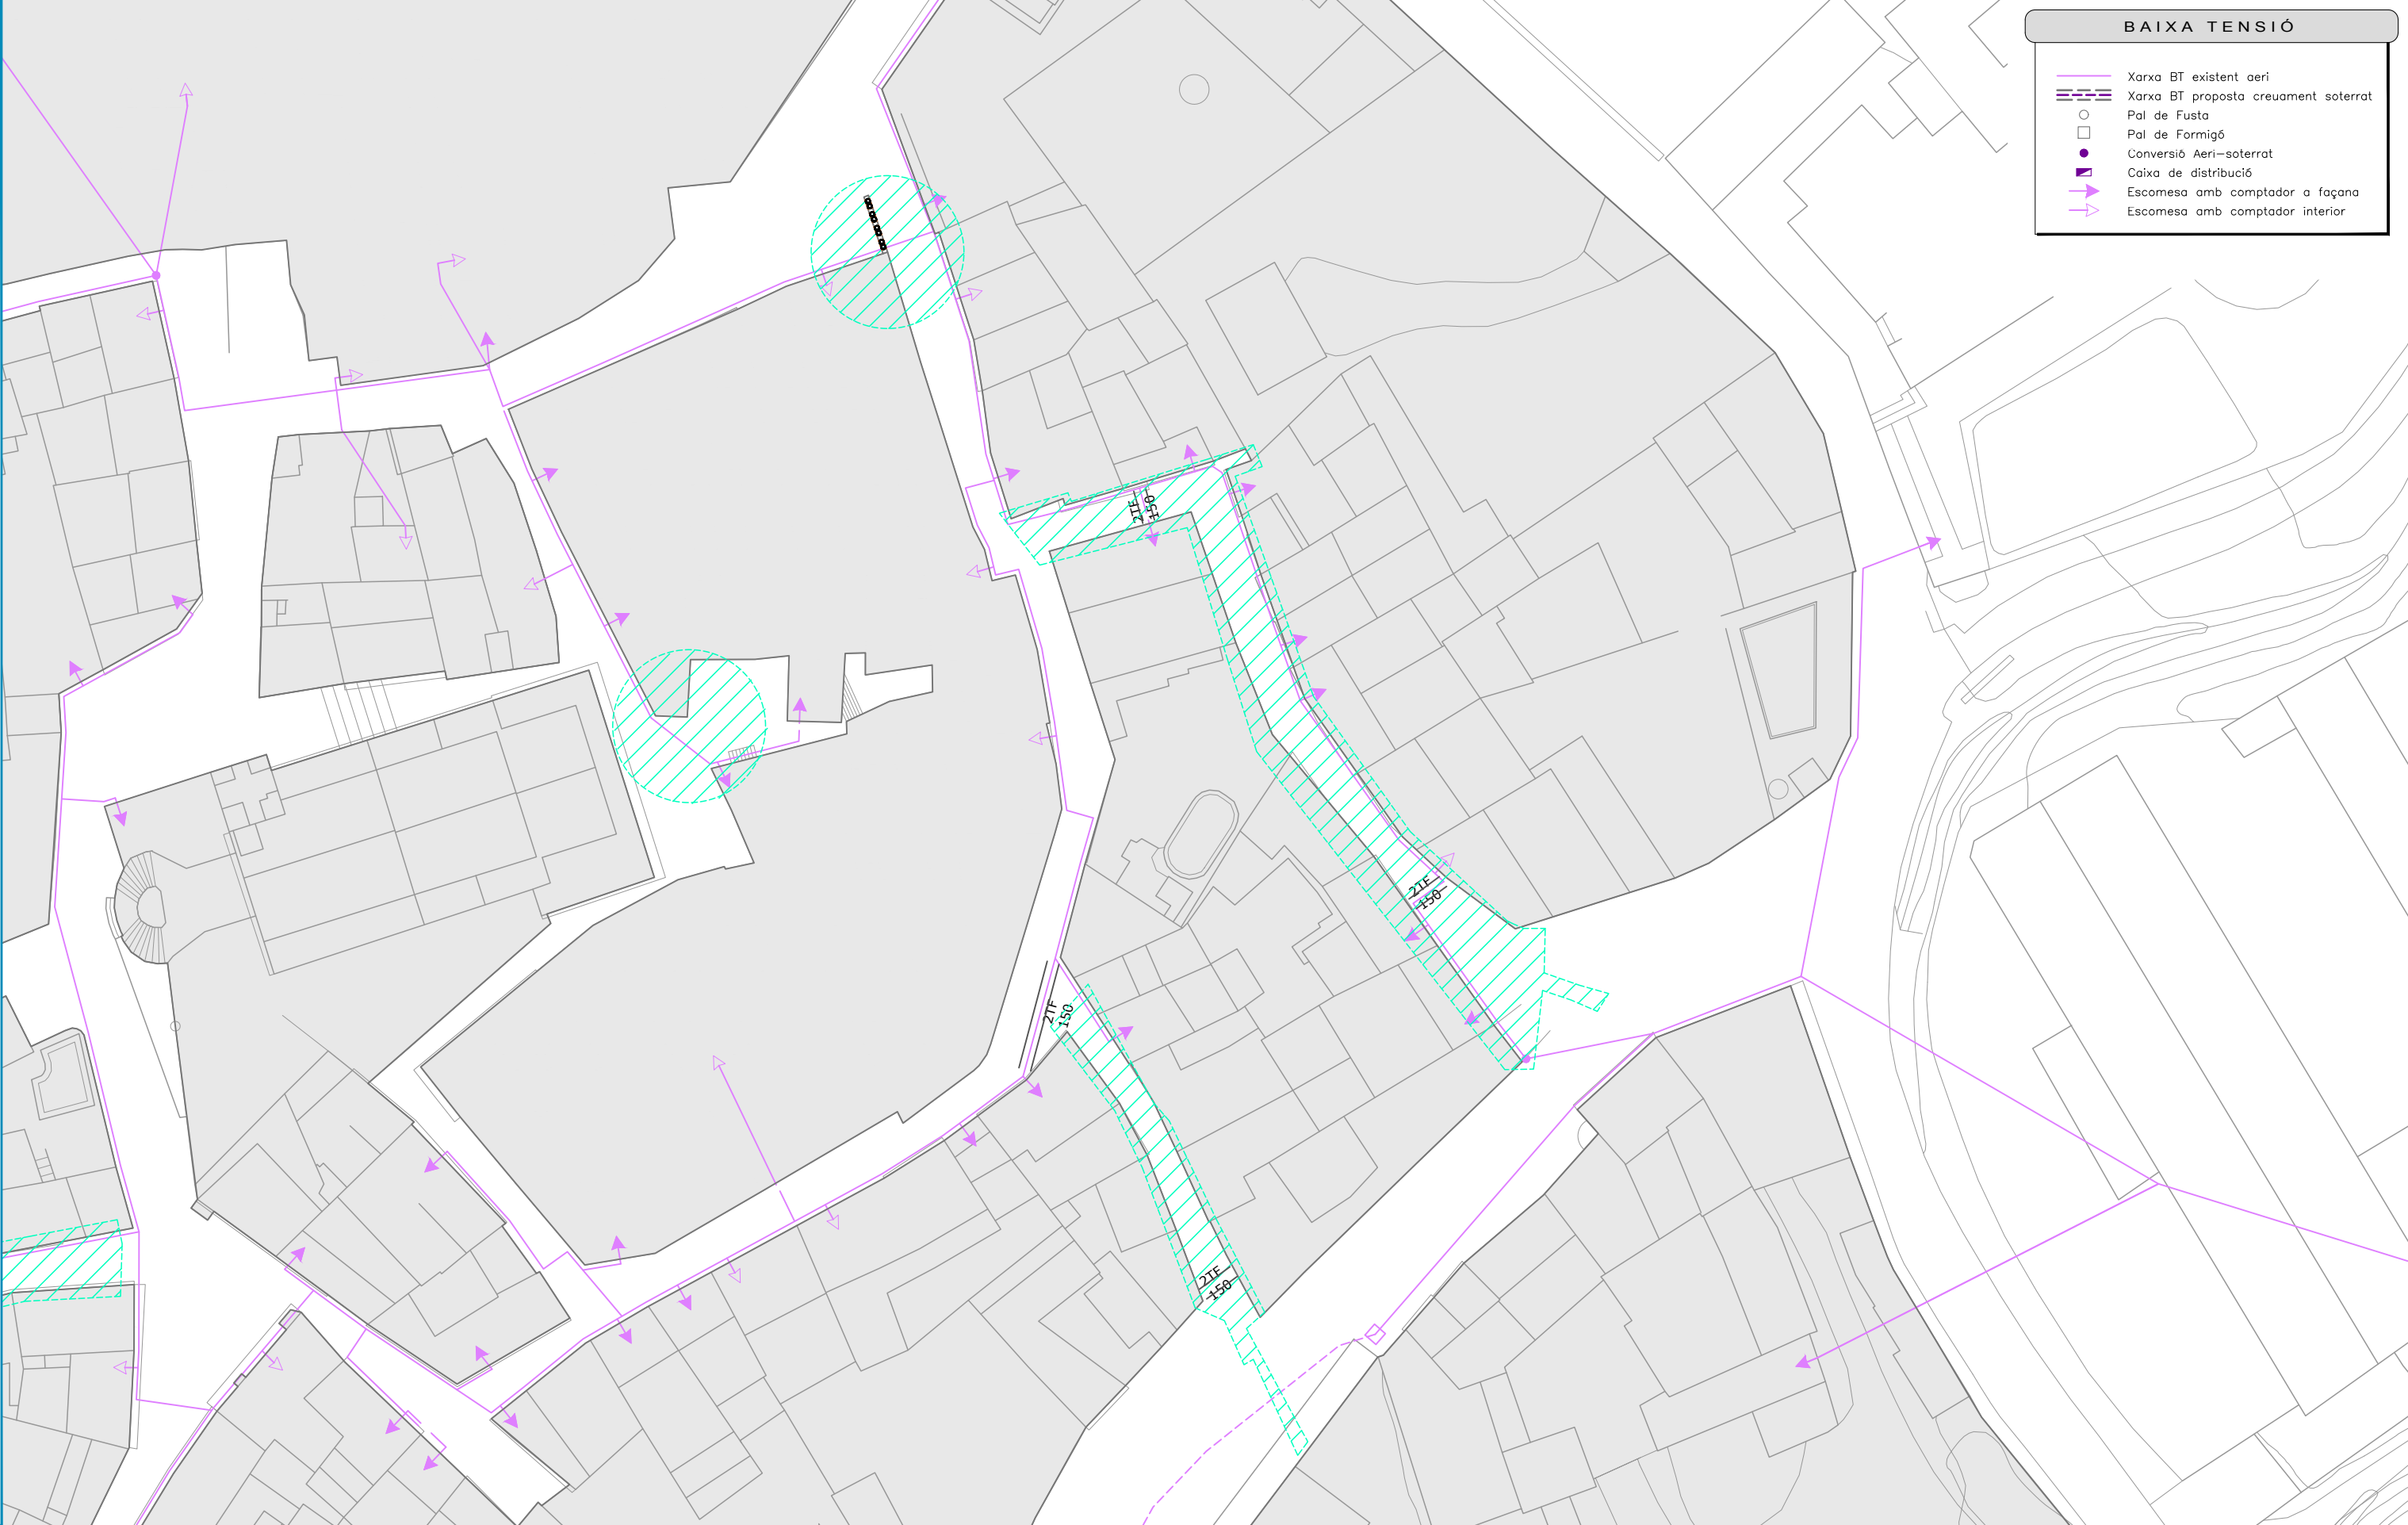 BAIXA TENSIÓ
Xarxa BT existent aeri
Xarxa BT proposta creuament soterrat
Pal de Fusta
Pal de Formigó
Conversió Aeri-soterrat
Caixa de distribució
Escomesa amb comptador a façana
Escomesa amb comptador interior
2TF
150
2TF
150
2TF
150
2TF
150